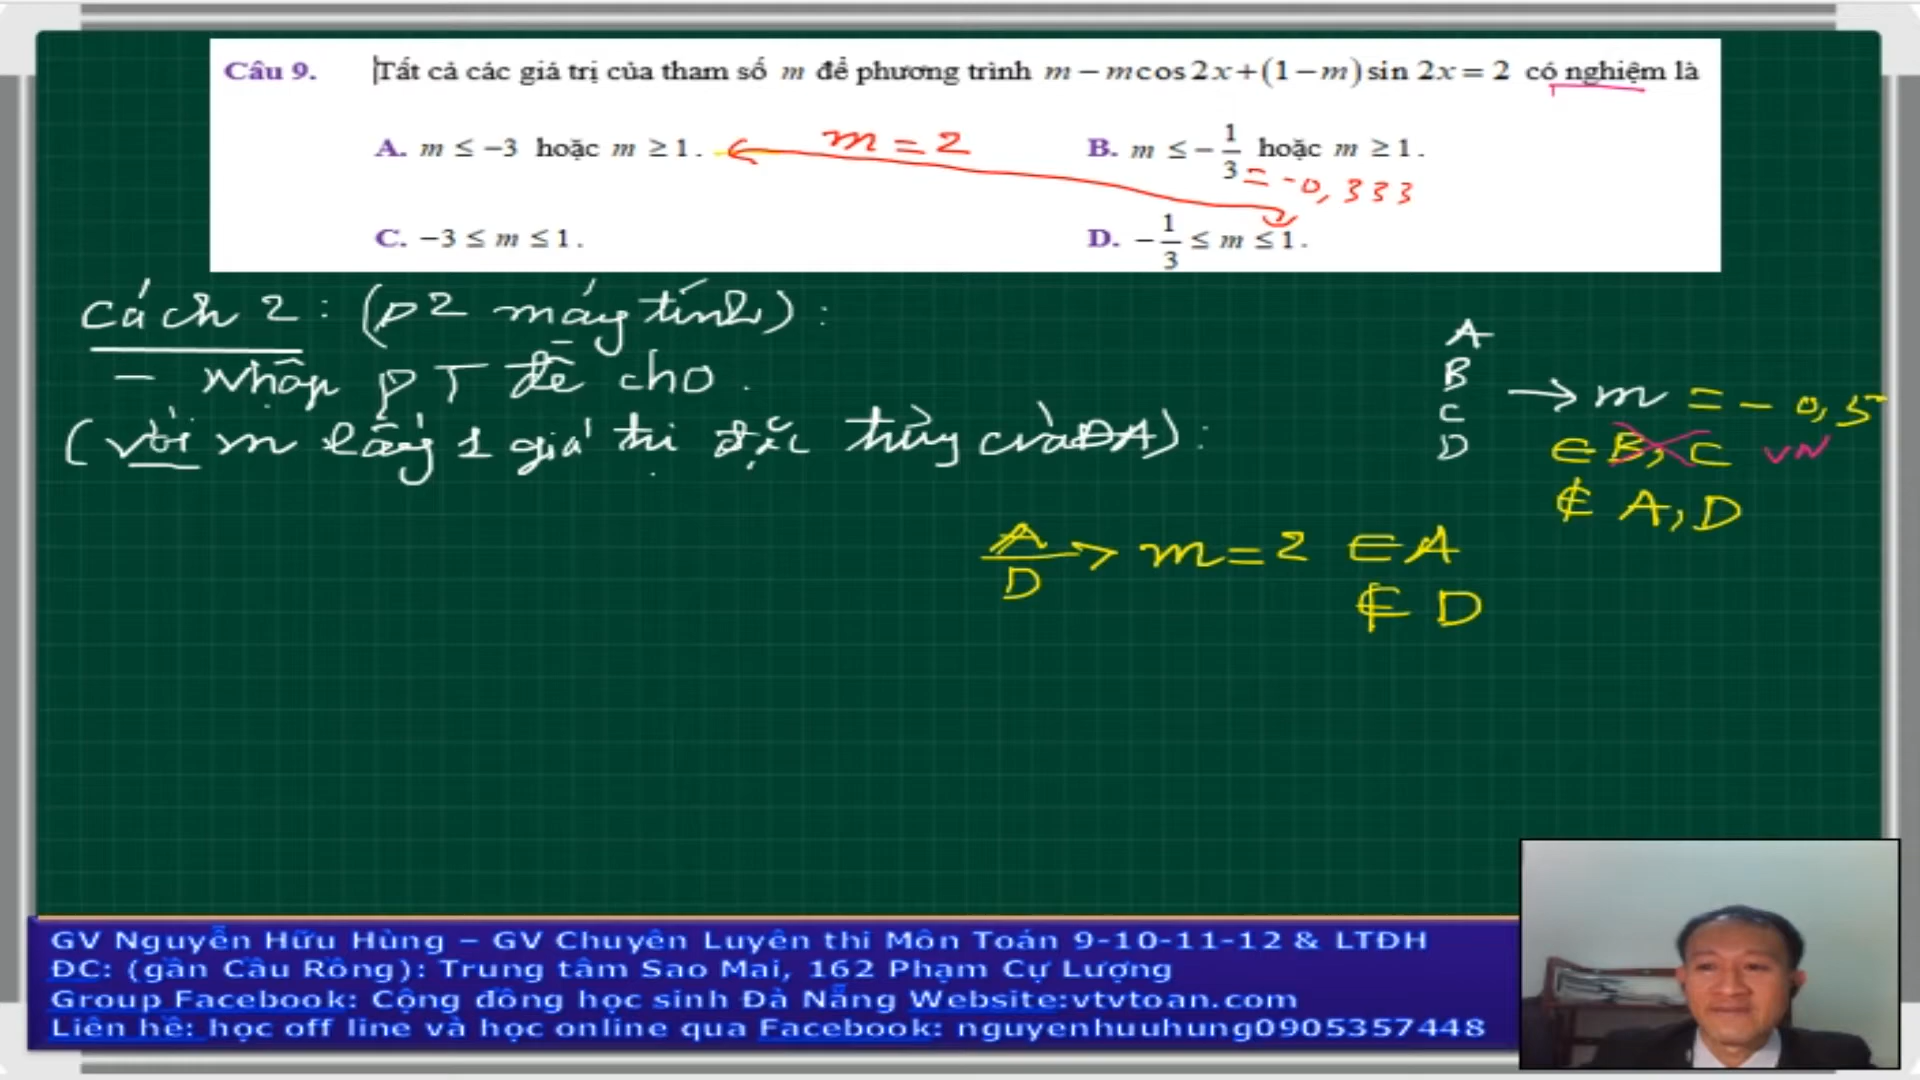 Câu 9. Tất cả các giá trị của tham số m để phương trình m − m cos 2x + (1 − m) sin 2x = 2 có nghiệm là
A. m ≤ −3 hoặc m ≥ 1.
m = 2
B. m ≤ −1/3 hoặc m ≥ 1.
= -0,333
C. −3 ≤ m ≤ 1.
D. −1/3 ≤ m ≤ 1.
Cách 2: (P2 máy tính):
– Nhập PT đề cho.
(với m lấy 1 giá trị đặc trưng của ĐA):
A
B
C
D
→ m = - 0,5
∈ B, C VN
∉ A, D
A
D
→ m = 2 ∈ A
∉ D
GV Nguyễn Hữu Hùng – GV Chuyên Luyện thi Môn Toán 9-10-11-12 & LTĐH
ĐC: (gần Cầu Rồng): Trung tâm Sao Mai, 162 Phạm Cự Lượng
Group Facebook: Cộng đồng học sinh Đà Nẵng Website:vtvtoan.com
Liên hề: học off line và học online qua Facebook: nguyenhuuhung0905357448